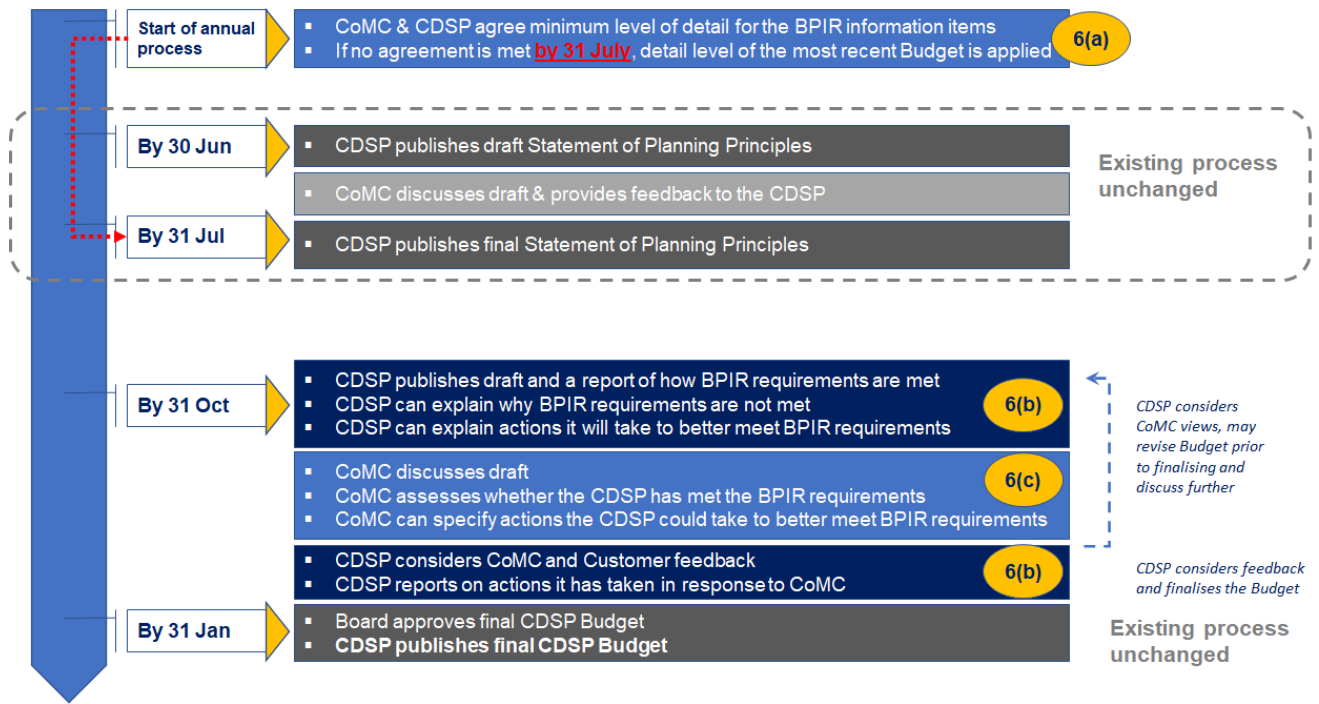 Start of annual
process
▪ CoMC & CDSP agree minimum level of detail for the BPIR information items
▪ If no agreement is met by 31 July, detail level of the most recent Budget is applied
6(a)
By 30 Jun
▪ CDSP publishes draft Statement of Planning Principles
Existing process
unchanged
▪ CoMC discusses draft & provides feedback to the CDSP
By 31 Jul
▪ CDSP publishes final Statement of Planning Principles
By 31 Oct
▪ CDSP publishes draft and a report of how BPIR requirements are met
▪ CDSP can explain why BPIR requirements are not met
▪ CDSP can explain actions it will take to better meet BPIR requirements
6(b)
CDSP considers
CoMC views, may
revise Budget prior
to finalising and
discuss further
▪ CoMC discusses draft
▪ CoMC assesses whether the CDSP has met the BPIR requirements
▪ CoMC can specify actions the CDSP could take to better meet BPIR requirements
6(c)
▪ CDSP considers CoMC and Customer feedback
▪ CDSP reports on actions it has taken in response to CoMC
6(b)
CDSP considers feedback
and finalises the Budget
By 31 Jan
▪ Board approves final CDSP Budget
▪ CDSP publishes final CDSP Budget
Existing process
unchanged